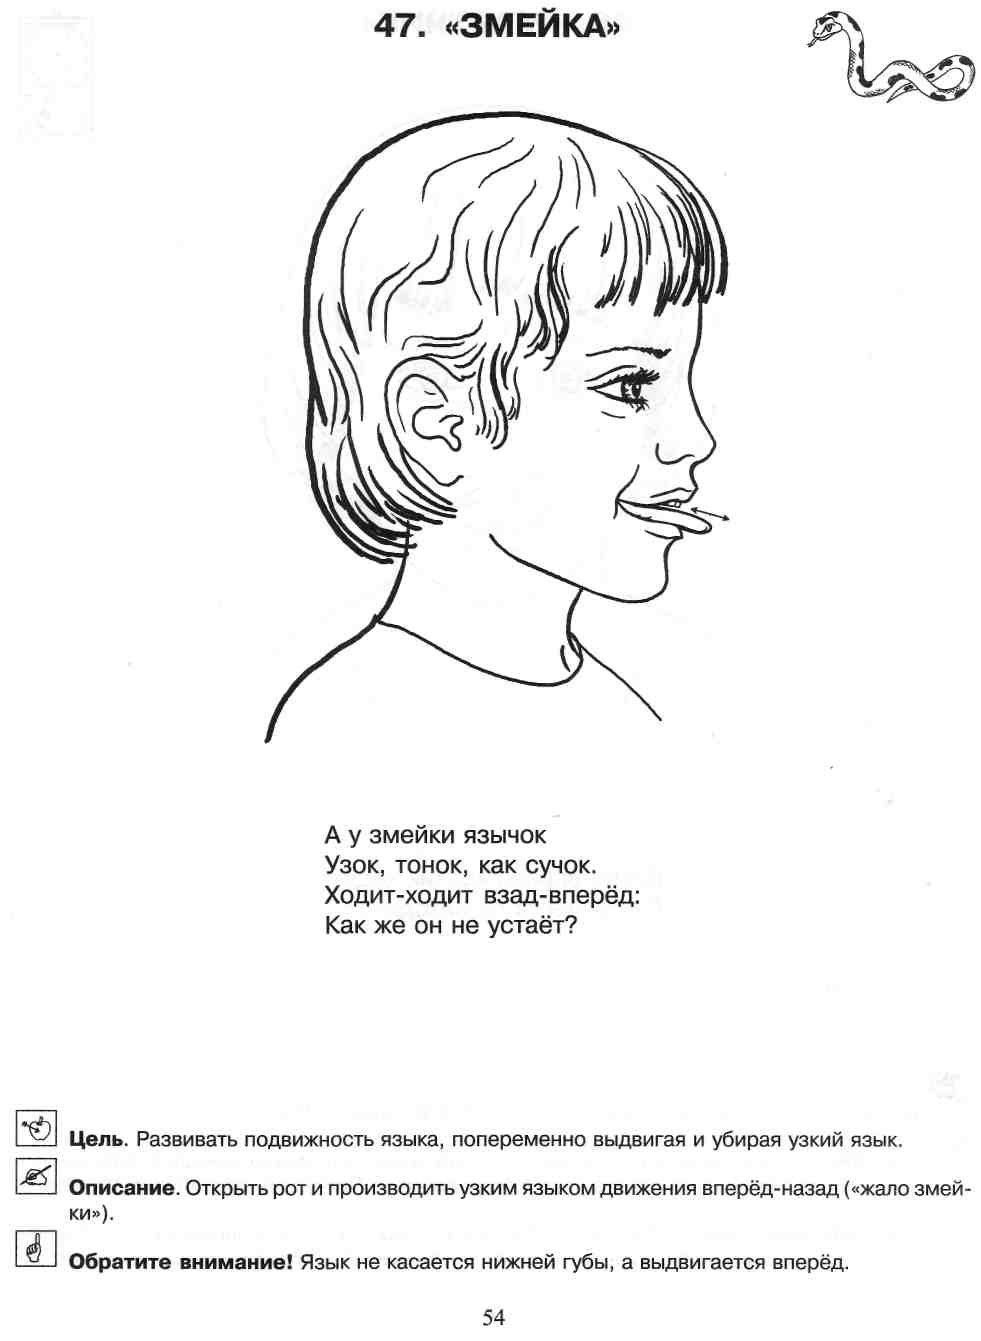 47. «ЗМЕЙКА»
А у змейки язычок
Узок, тонок, как сучок.
Ходит-ходит взад-вперёд:
Как же он не устаёт?
Цель. Развивать подвижность языка, попеременно выдвигая и убирая узкий язык.
Описание. Открыть рот и производить узким языком движения вперёд-назад («жало змей-
ки»).
Обратите внимание! Язык не касается нижней губы, а выдвигается вперёд.
54